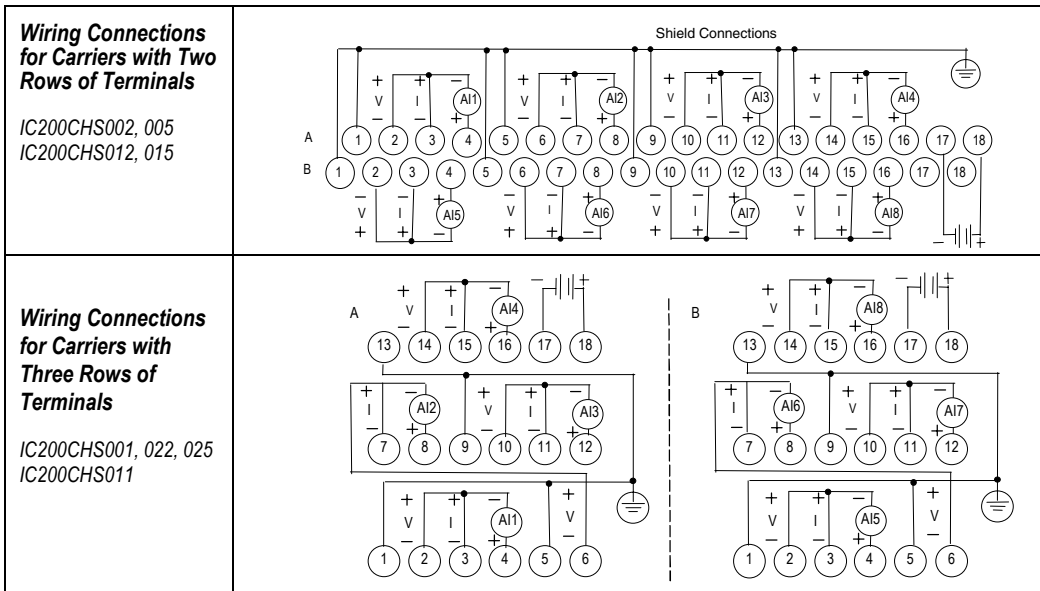 Wiring Connections
for Carriers with Two
Rows of Terminals
IC200CHS002, 005
IC200CHS012, 015
Shield Connections
+ + − + + − + + − + + −
V I AI1 V I AI2 V I AI3 V I AI4
− − + − − + − − + − − +
A 1 2 3 4 5 6 7 8 9 10 11 12 13 14 15 16 17 18
B 1 2 3 4 5 6 7 8 9 10 11 12 13 14 15 16 17 18
− − + − − + − − + − − +
V I AI5 V I AI6 V I AI7 V I AI8
+ + − + + − + + − + + − − +
Wiring Connections
for Carriers with
Three Rows of
Terminals
IC200CHS001, 022, 025
IC200CHS011
A
+ + − − +
V I AI4
− − +
13 14 15 16 17 18
+ − + + −
I AI2 V I AI3
− + − − +
7 8 9 10 11 12
+ + − +
V I AI1 V
− − + −
1 2 3 4 5 6
B
+ + − − +
V I AI8
− − +
13 14 15 16 17 18
+ − + + −
I AI6 V I AI7
− + − − +
7 8 9 10 11 12
+ + − +
V I AI5 V
− − + −
1 2 3 4 5 6